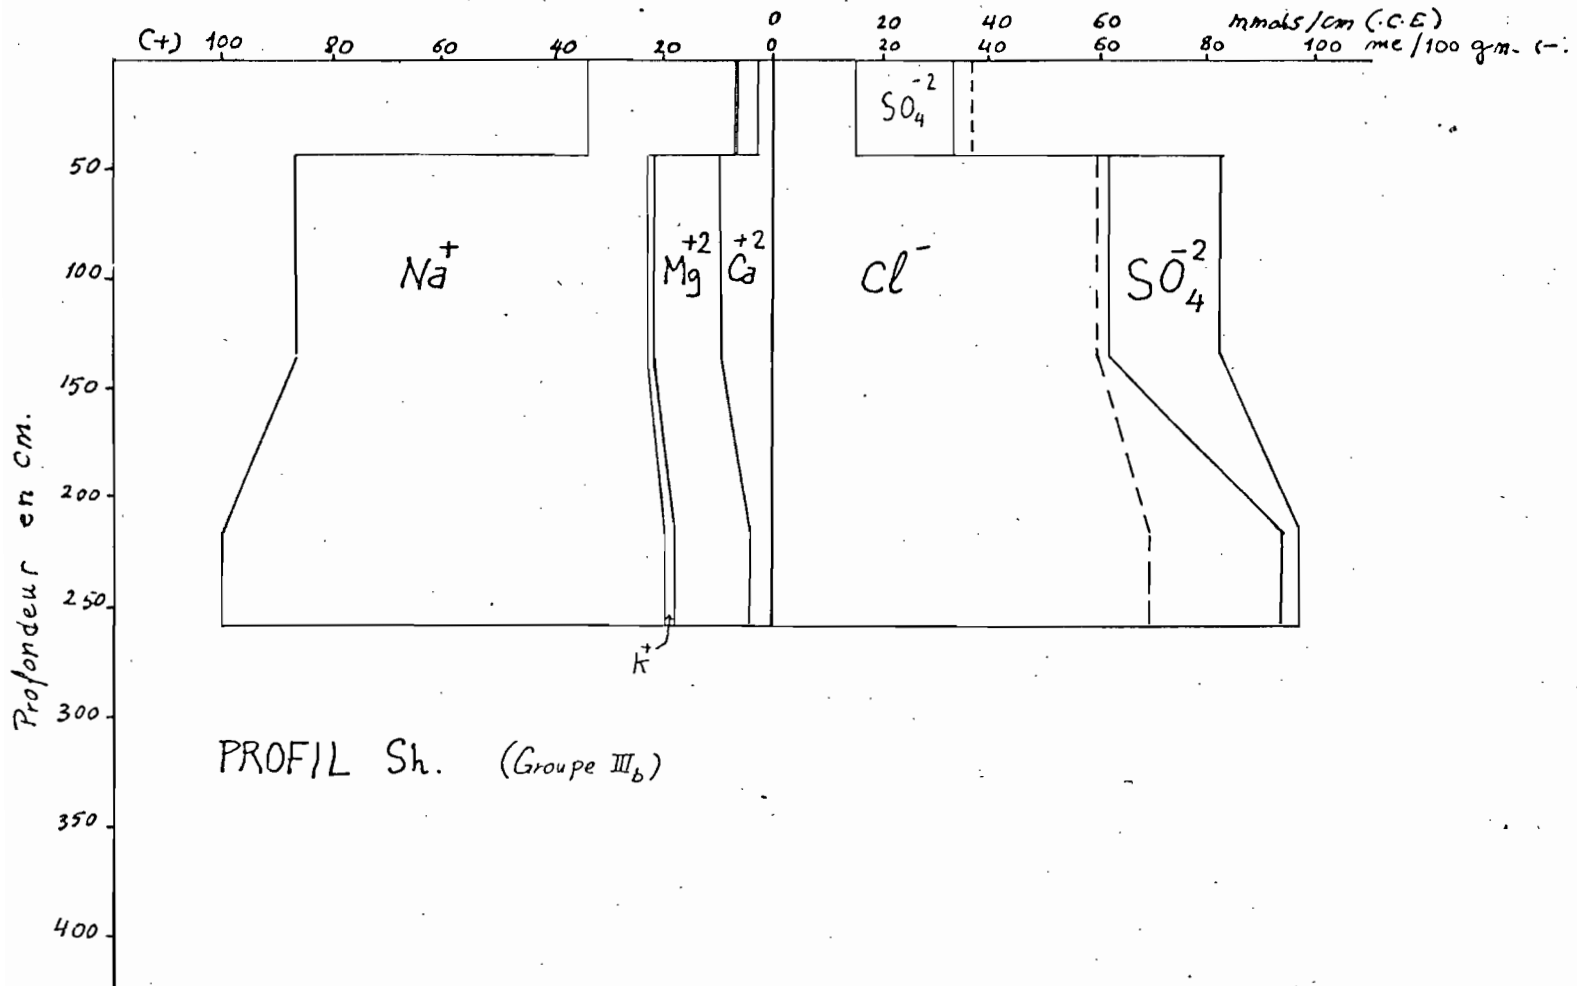 0 20 40 60 mmols/cm (.C.E)
(+) 100 80 60 40 20 0 20 40 60 80 100 me/100 gm. (-.
SO₄⁻²
50
100
150
200
250
300
350
400
Profondeur en cm.
Na⁺ Mg⁺² Ca⁺² Cl⁻ SO₄⁻²
K⁺
PROFIL Sh. (Groupe III_b)